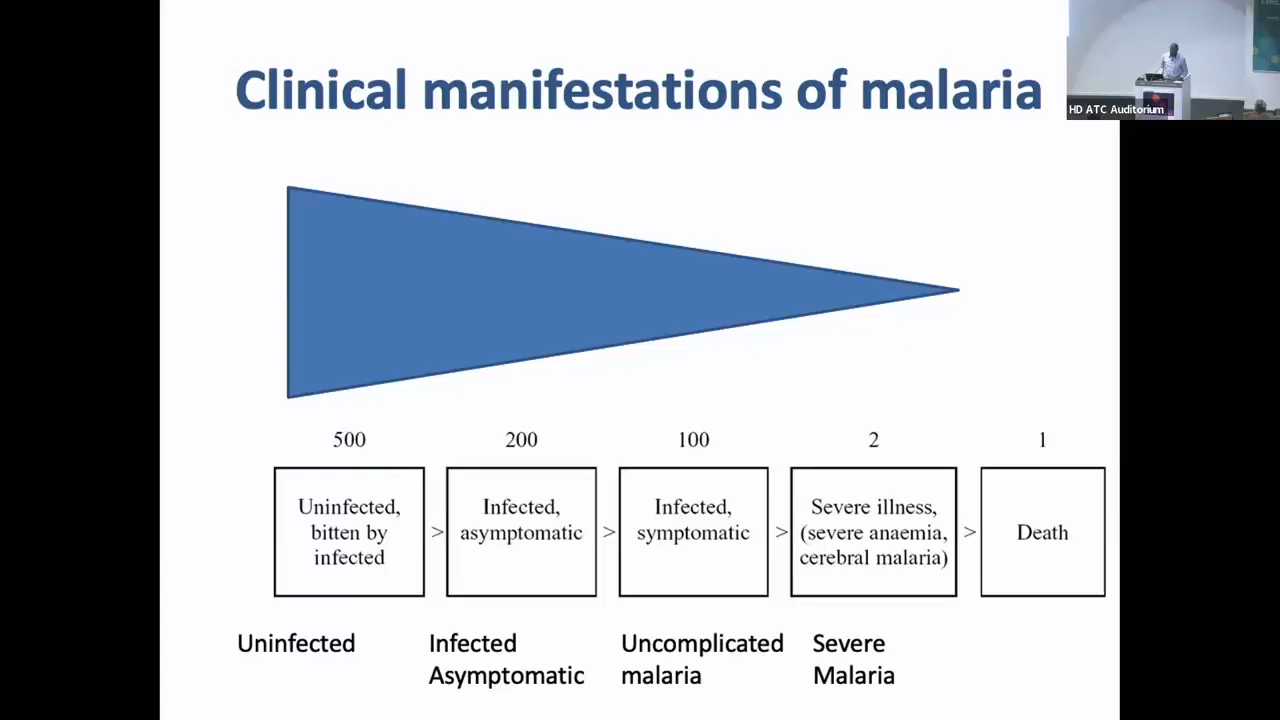 Clinical manifestations of malaria
HD ATC Auditorium
500 200 100 2 1
Uninfected, bitten by infected
>
Infected, asymptomatic
>
Infected, symptomatic
>
Severe illness, (severe anaemia, cerebral malaria)
>
Death
Uninfected
Infected Asymptomatic
Uncomplicated malaria
Severe Malaria